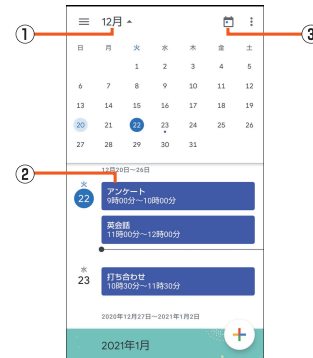 12月
①
③
日 月 火 水 木 金 土
1 2 3 4 5
6 7 8 9 10 11 12
13 14 15 16 17 18 19
20 21 22 23 24 25 26
27 28 29 30 31
12月20日～26日
②
火
22
アンケート
9時00分～10時00分
英会話
11時00分～12時00分
水
23
打ち合わせ
10時30分～11時30分
2020年12月27日～2021年1月2日
2021年1月